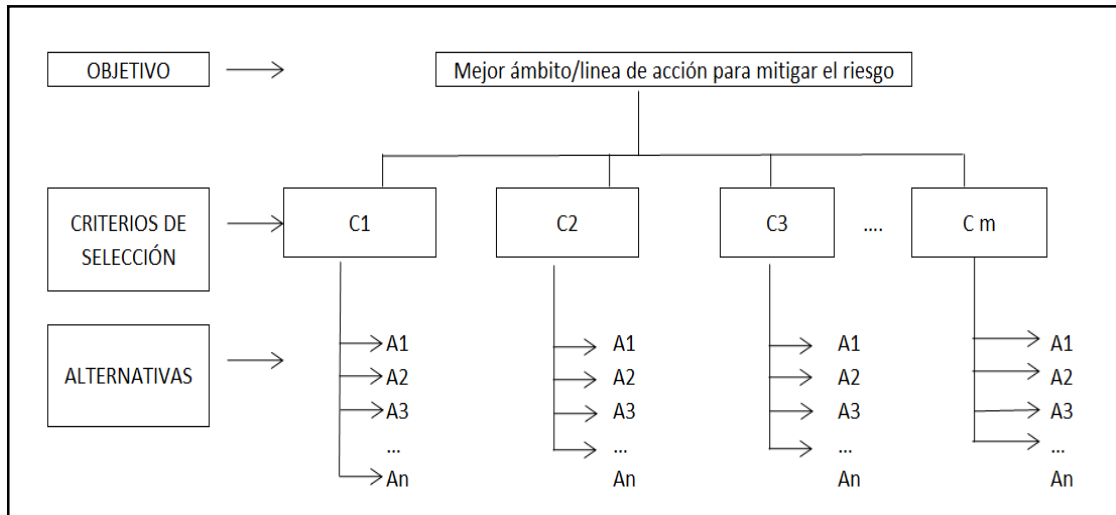 OBJETIVO
Mejor ámbito/linea de acción para mitigar el riesgo
CRITERIOS DE
SELECCIÓN
C1
C2
C3
....
C m
ALTERNATIVAS
A1
A2
A3
...
An
A1
A2
A3
...
An
A1
A2
A3
...
An
A1
A2
A3
...
An